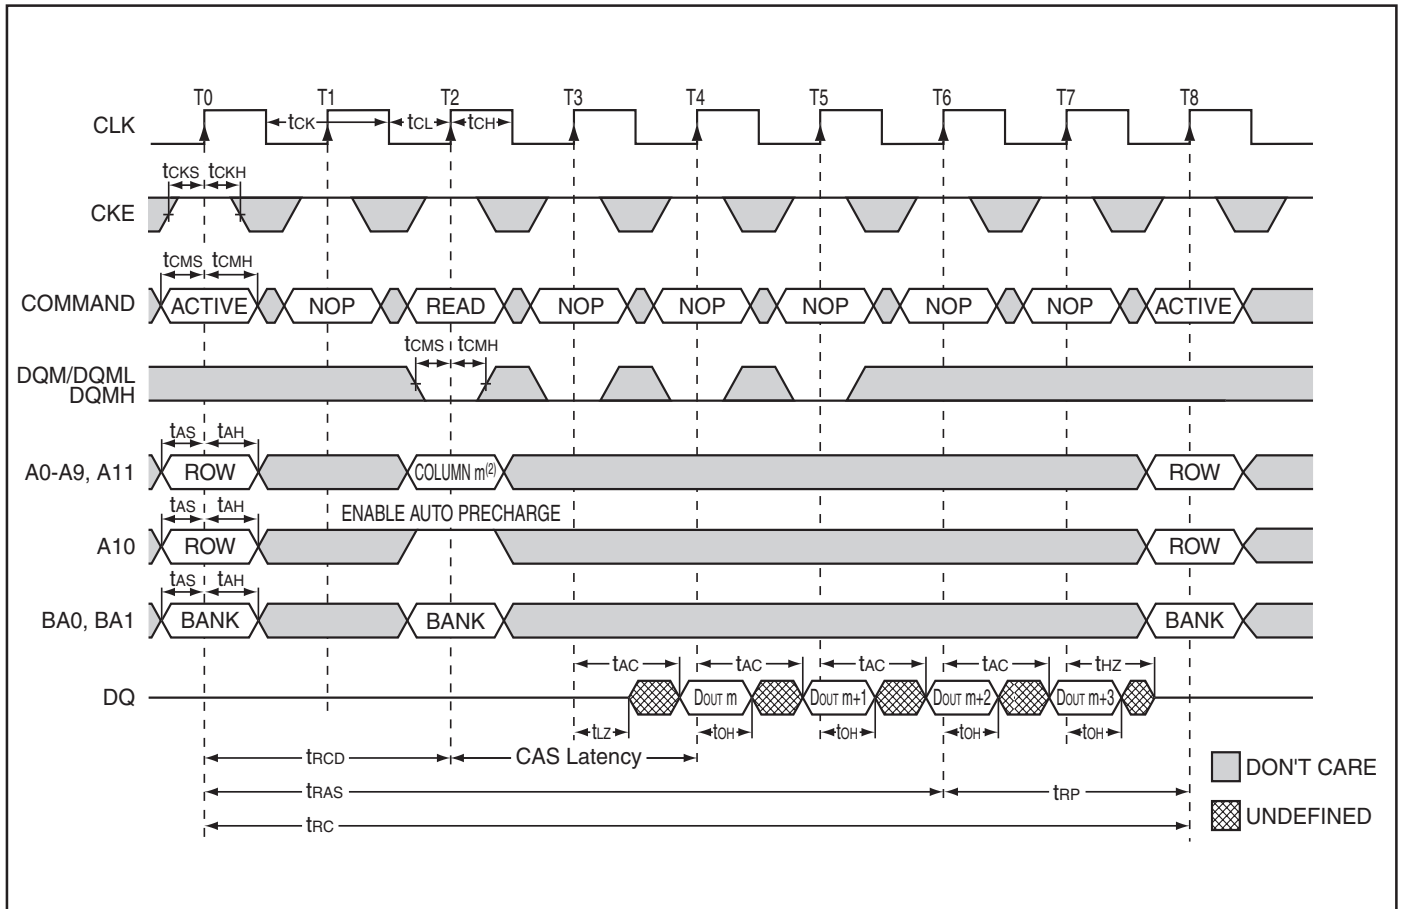 T0 T1 T2 T3 T4 T5 T6 T7 T8
CLK tCK tCL tCH
tCKS tCKH
CKE
tCMS tCMH
COMMAND ACTIVE NOP READ NOP NOP NOP NOP NOP ACTIVE
tCMS tCMH
DQM/DQML
DQMH
tAS tAH
A0-A9, A11 ROW COLUMN m(2) ROW
tAS tAH ENABLE AUTO PRECHARGE
A10 ROW ROW
tAS tAH
BA0, BA1 BANK BANK BANK
tAC tAC tAC tAC tHZ
DQ DOUT m DOUT m+1 DOUT m+2 DOUT m+3
tLZ tOH tOH tOH tOH
tRCD CAS Latency
DON'T CARE
tRAS tRP
UNDEFINED
tRC